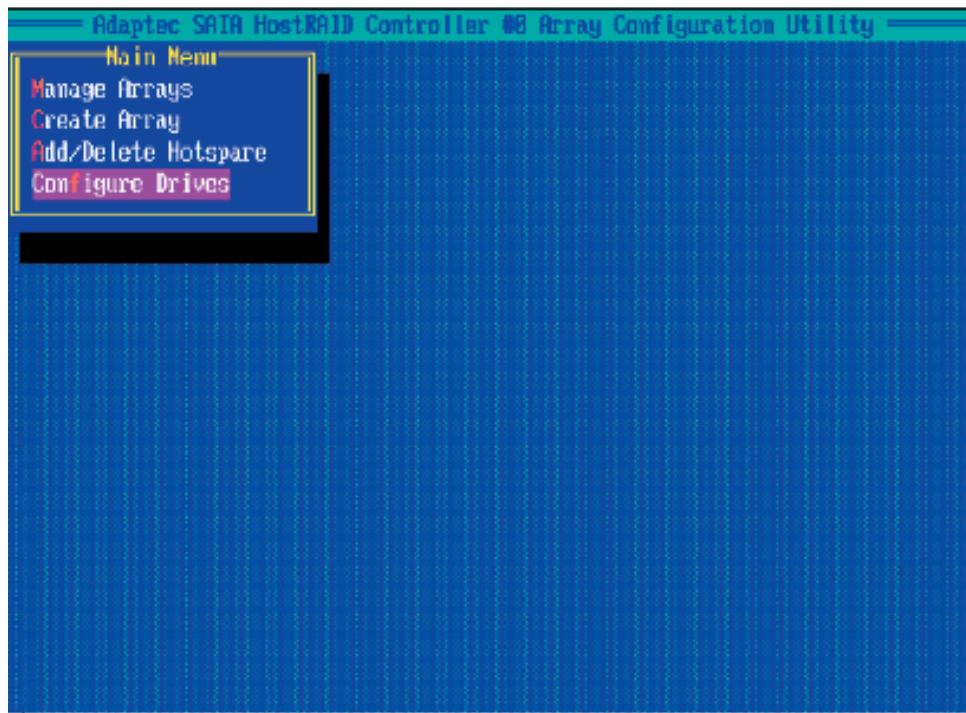 Adaptec SATA HostRAID Controller #0 Array Configuration Utility
Main Menu
Manage Arrays
Create Array
Add/Delete Hotspare
Configure Drives